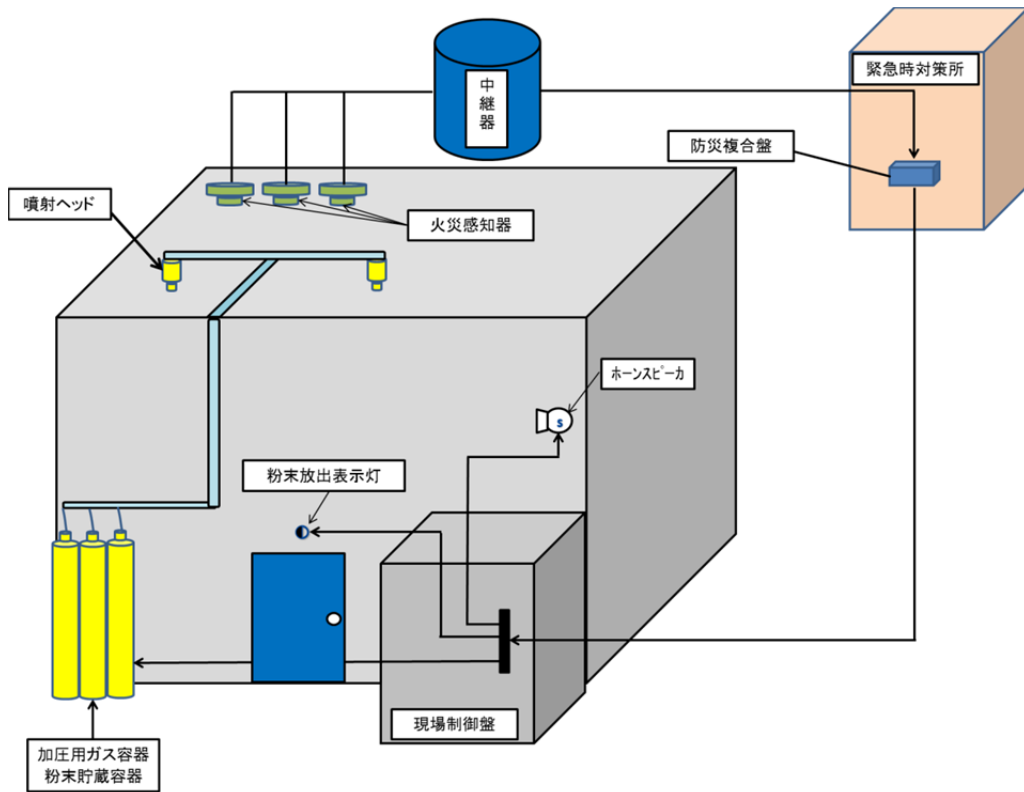 中継器
緊急時対策所
防災複合盤
噴射ヘッド
火災感知器
ホーンスピーカ
S
粉末放出表示灯
現場制御盤
加圧用ガス容器
粉末貯蔵容器